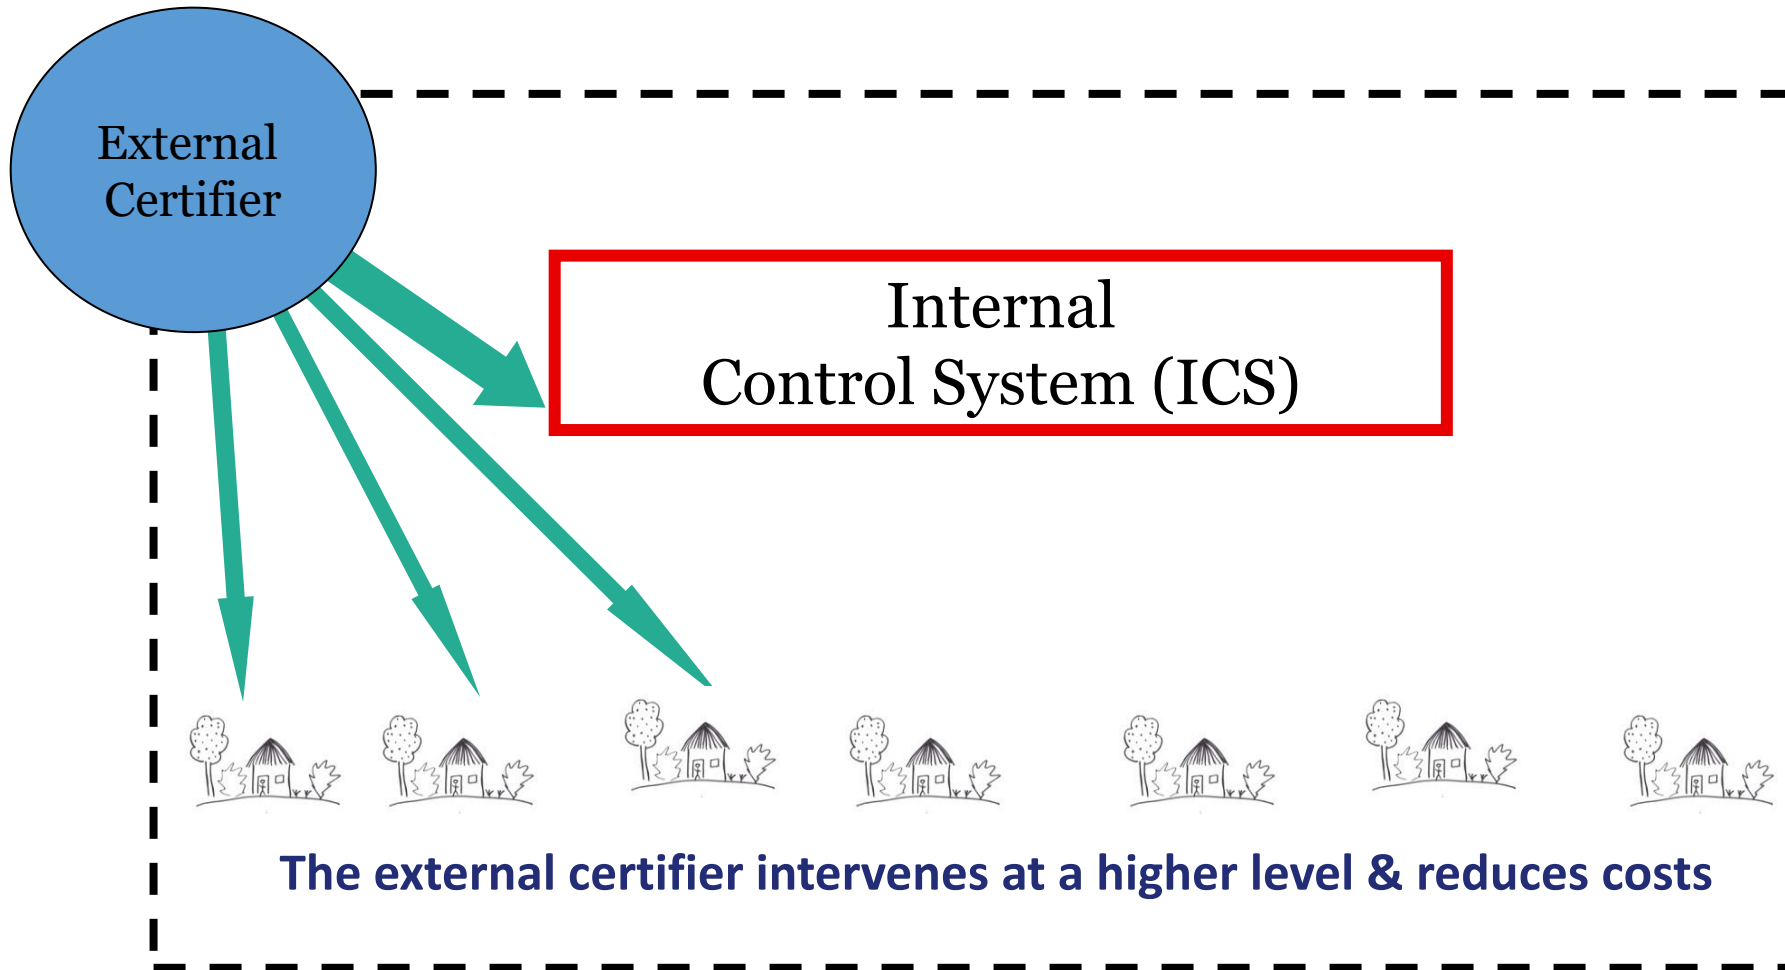 External
Certifier
Internal
Control System (ICS)
The external certifier intervenes at a higher level & reduces costs